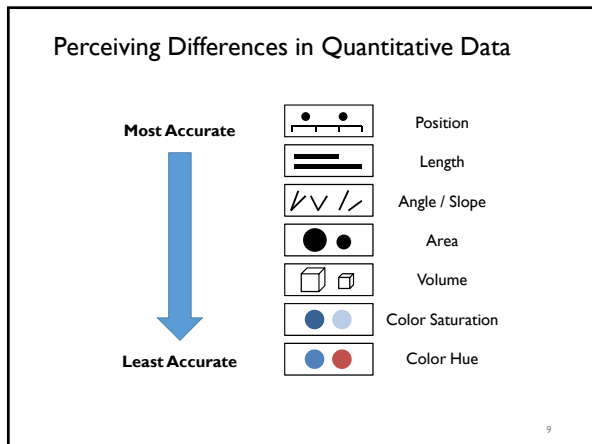 Perceiving Differences in Quantitative Data
Most Accurate
Position
Length
Angle / Slope
Area
Volume
Color Saturation
Least Accurate
Color Hue
9